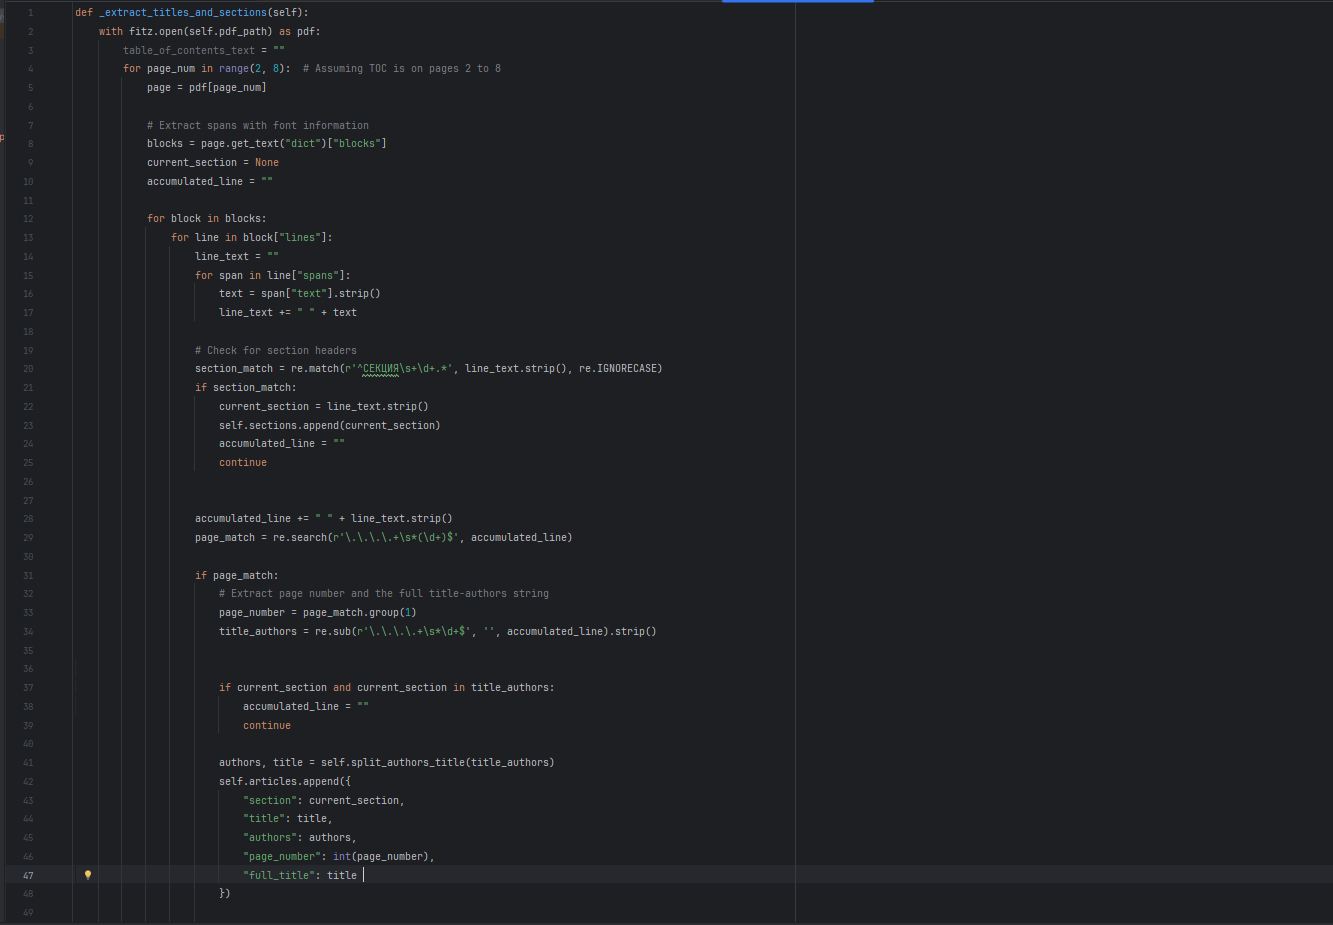 1 def _extract_titles_and_sections(self):
2 with fitz.open(self.pdf_path) as pdf:
3 table_of_contents_text = ""
4 for page_num in range(2, 8):  # Assuming TOC is on pages 2 to 8
5 page = pdf[page_num]
6
7 # Extract spans with font information
8 blocks = page.get_text("dict")["blocks"]
9 current_section = None
10 accumulated_line = ""
11
12 for block in blocks:
13 for line in block["lines"]:
14 line_text = ""
15 for span in line["spans"]:
16 text = span["text"].strip()
17 line_text += " " + text
18
19 # Check for section headers
20 section_match = re.match(r'^СЕКЦИЯ\s+\d+.*', line_text.strip(), re.IGNORECASE)
21 if section_match:
22 current_section = line_text.strip()
23 self.sections.append(current_section)
24 accumulated_line = ""
25 continue
26
27
28 accumulated_line += " " + line_text.strip()
29 page_match = re.search(r'\.\.\.\.+\s*(\d+)$', accumulated_line)
30
31 if page_match:
32 # Extract page number and the full title-authors string
33 page_number = page_match.group(1)
34 title_authors = re.sub(r'\.\.\.\.+\s*\d+$', '', accumulated_line).strip()
35
36
37 if current_section and current_section in title_authors:
38 accumulated_line = ""
39 continue
40
41 authors, title = self.split_authors_title(title_authors)
42 self.articles.append({
43 "section": current_section,
44 "title": title,
45 "authors": authors,
46 "page_number": int(page_number),
47 "full_title": title
48 })
49